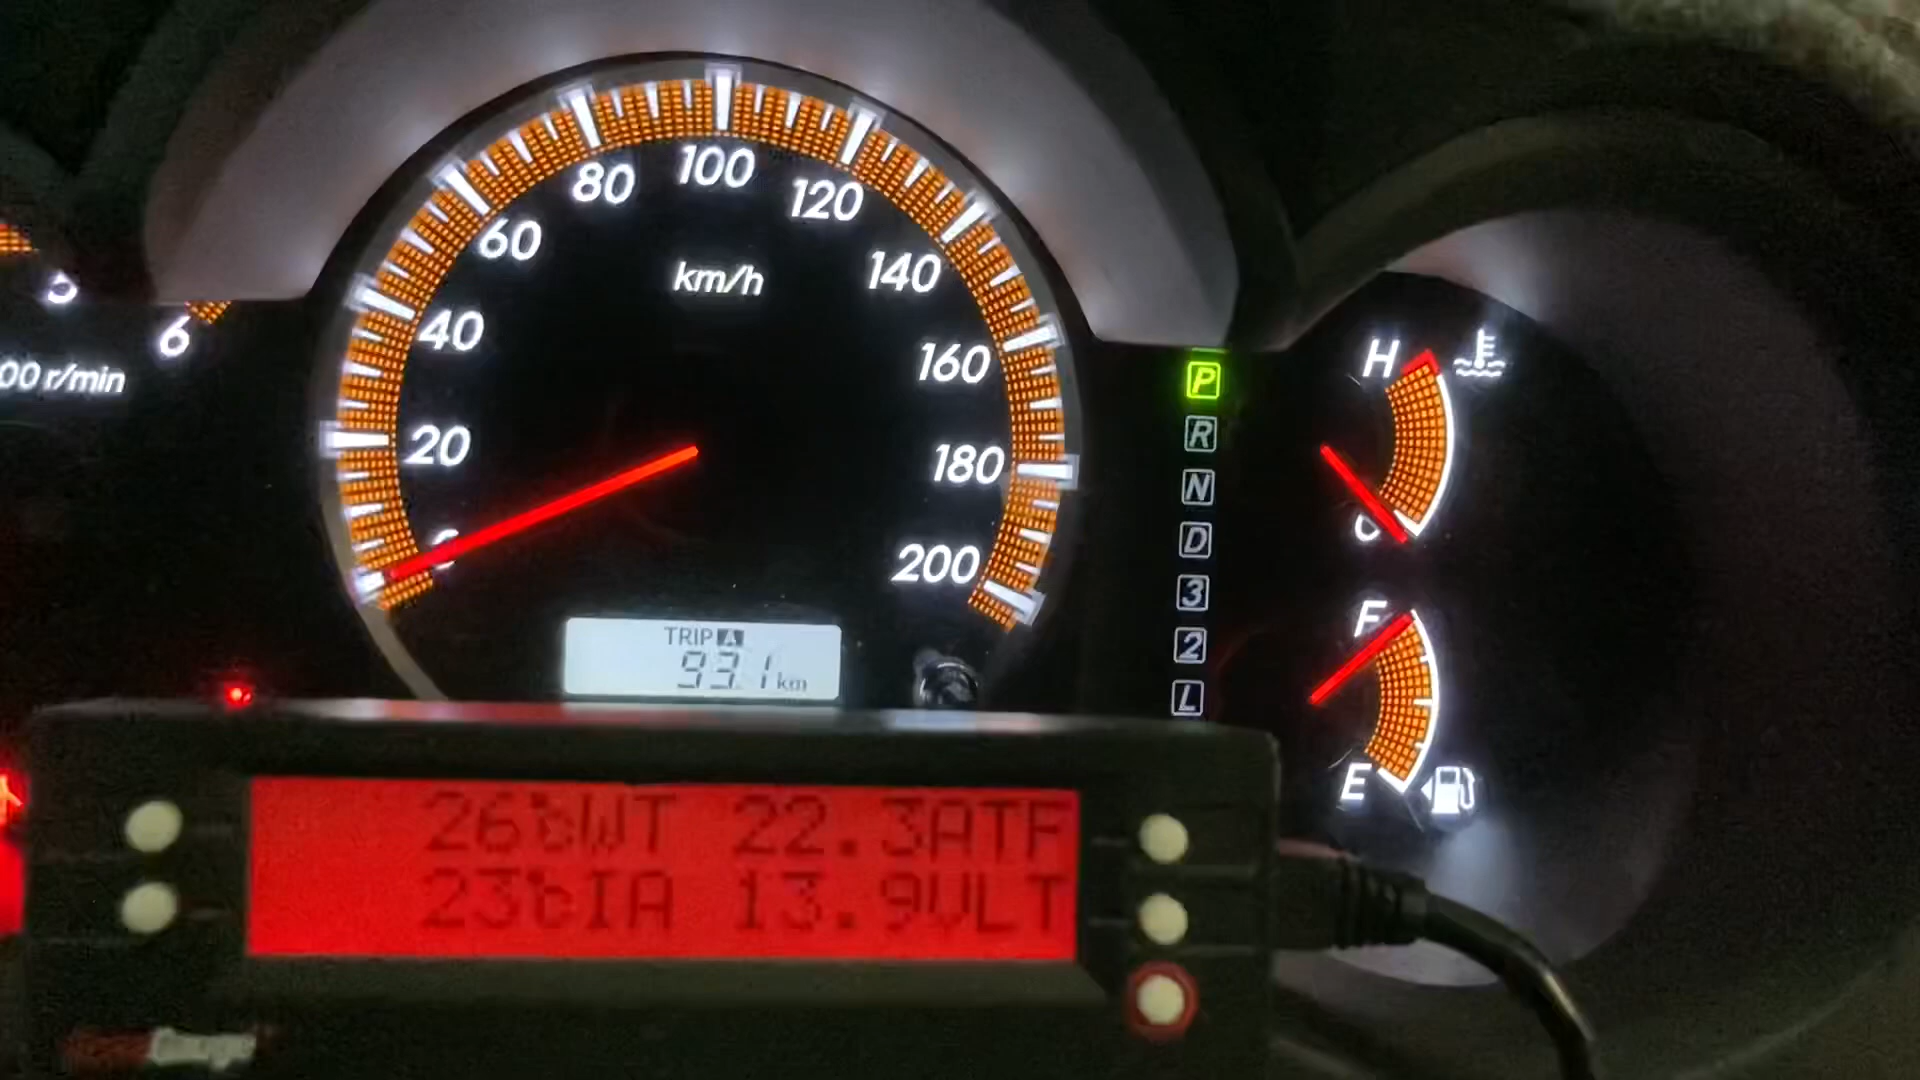 100
80
120
60
km/h
140
40
6
160
H
00 r/min
P
20
R
180
N
C
D
200
3
F
TRIP A
2
93.1 km
L
E
26°CWT 22.3ATF
23°CIA 13.9VLT